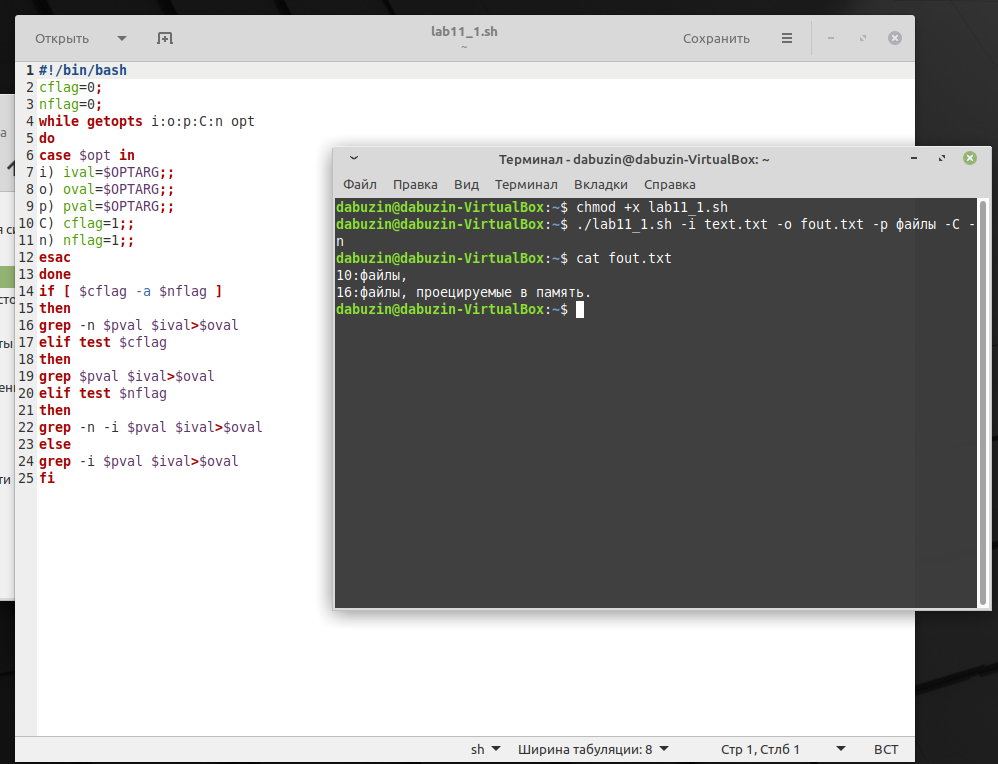 Открыть
lab11_1.sh
~
Сохранить
1 #!/bin/bash
2 cflag=0;
3 nflag=0;
4 while getopts i:o:p:C:n opt
5 do
6 case $opt in
7 i) ival=$OPTARG;;
8 o) oval=$OPTARG;;
9 p) pval=$OPTARG;;
10 C) cflag=1;;
11 n) nflag=1;;
12 esac
13 done
14 if [ $cflag -a $nflag ]
15 then
16 grep -n $pval $ival>$oval
17 elif test $cflag
18 then
19 grep $pval $ival>$oval
20 elif test $nflag
21 then
22 grep -n -i $pval $ival>$oval
23 else
24 grep -i $pval $ival>$oval
25 fi
Терминал - dabuzin@dabuzin-VirtualBox: ~
Файл Правка Вид Терминал Вкладки Справка
dabuzin@dabuzin-VirtualBox:~$ chmod +x lab11_1.sh
dabuzin@dabuzin-VirtualBox:~$ ./lab11_1.sh -i text.txt -o fout.txt -p файлы -C -
n
dabuzin@dabuzin-VirtualBox:~$ cat fout.txt
10:файлы,
16:файлы, проецируемые в память.
dabuzin@dabuzin-VirtualBox:~$
sh Ширина табуляции: 8 Стр 1, Стлб 1 ВСТ